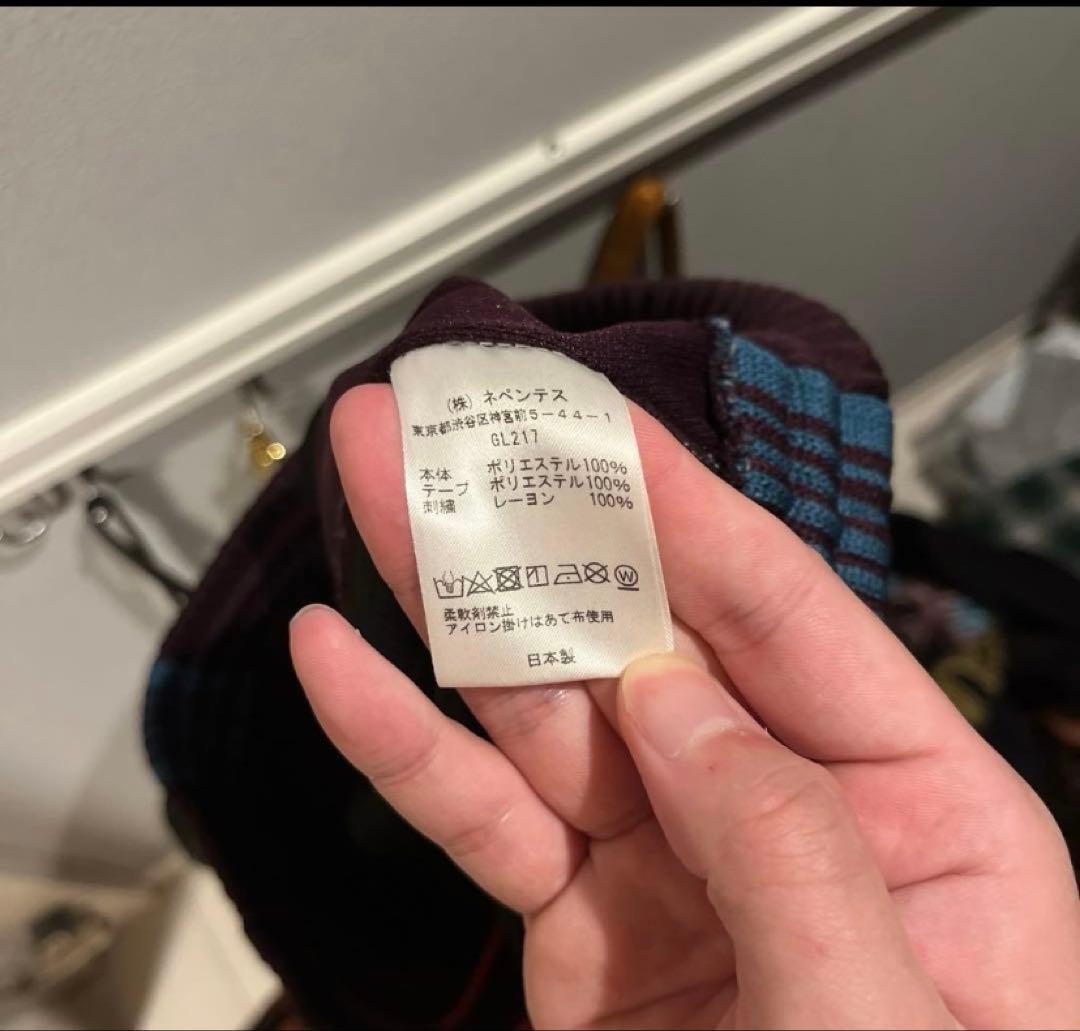 (株) ネペンテス
東京都渋谷区神宮前5-44-1
GL217
本体 ポリエステル100%
テープ ポリエステル100%
刺繍 レーヨン 100%
W
柔軟剤禁止
アイロン掛けはあて布使用
日本製